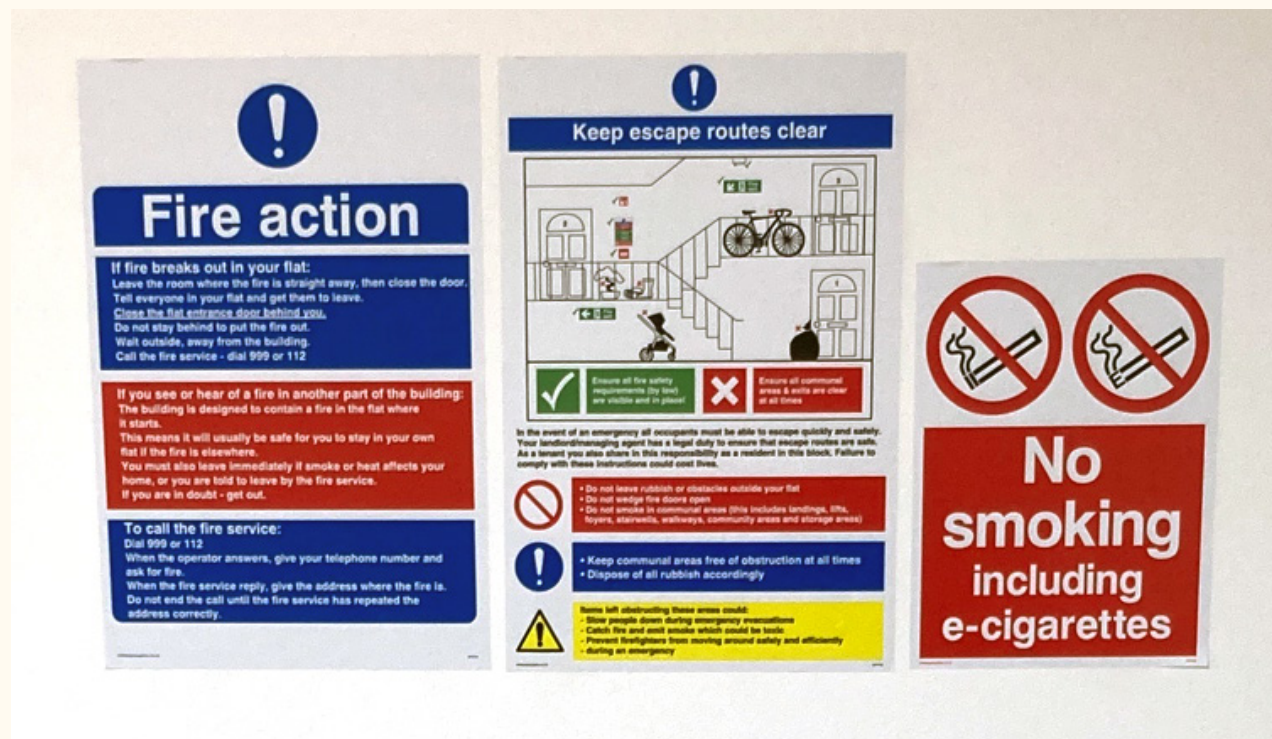 Fire action
If fire breaks out in your flat:
Leave the room where the fire is straight away, then close the door.
Tell everyone in your flat and get them to leave.
Close the flat entrance door behind you.
Do not stay behind to put the fire out.
Wait outside, away from the building.
Call the fire service - dial 999 or 112
If you see or hear of a fire in another part of the building:
The building is designed to contain a fire in the flat where
it starts.
This means it will usually be safe for you to stay in your own
flat if the fire is elsewhere.
You must also leave immediately if smoke or heat affects your
home, or you are told to leave by the fire service.
If you are in doubt - get out.
To call the fire service:
Dial 999 or 112
When the operator answers, give your telephone number and
ask for fire.
When the fire service reply, give the address where the fire is.
Do not end the call until the fire service has repeated the
address correctly.
Keep escape routes clear
Ensure all fire safety
requirements (by law)
are visible and in place!
Ensure all communal
areas & exits are clear
at all times
In the event of an emergency all occupants must be able to escape quickly and safely.
Your landlord/managing agent has a legal duty to ensure that escape routes are safe.
As a tenant you also share in this responsibility as a resident in this block. Failure to
comply with these instructions could cost lives.
• Do not leave rubbish or obstacles outside your flat
• Do not wedge fire doors open
• Do not smoke in communal areas (this includes landings, lifts,
foyers, stairwells, walkways, community areas and storage areas)
• Keep communal areas free of obstruction at all times
• Dispose of all rubbish accordingly
Items left obstructing these areas could:
- Slow people down during emergency evacuations
- Catch fire and emit smoke which could be toxic
- Prevent firefighters from moving around safely and efficiently
- during an emergency
No
smoking
including
e-cigarettes